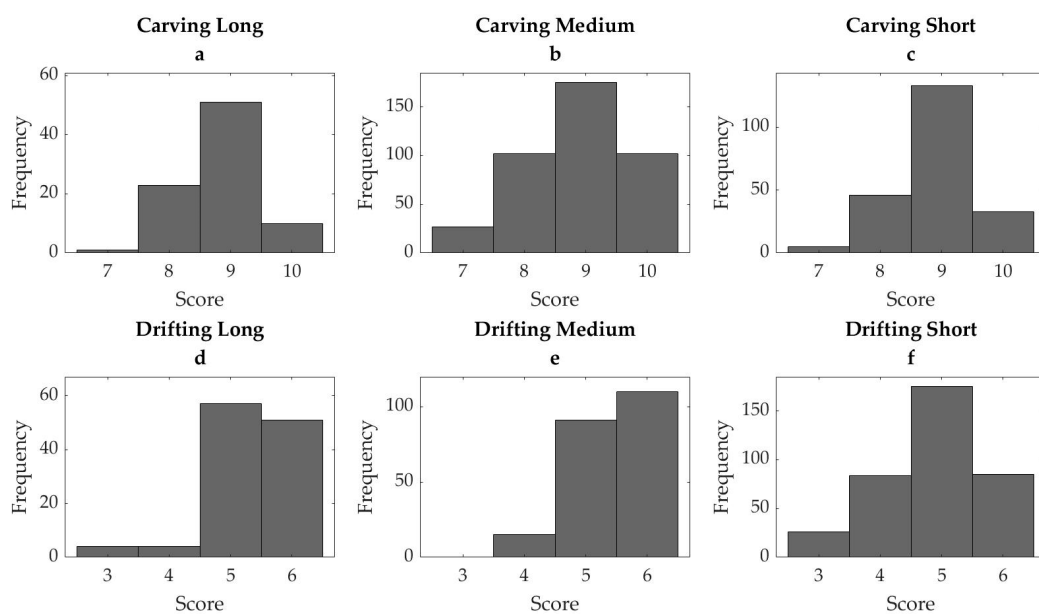 Carving Long
a
60
40
20
0
Frequency
7 8 9 10
Score
Carving Medium
b
150
100
50
0
Frequency
7 8 9 10
Score
Carving Short
c
100
50
0
Frequency
7 8 9 10
Score
Drifting Long
d
60
40
20
0
Frequency
3 4 5 6
Score
Drifting Medium
e
100
50
0
Frequency
3 4 5 6
Score
Drifting Short
f
150
100
50
0
Frequency
3 4 5 6
Score